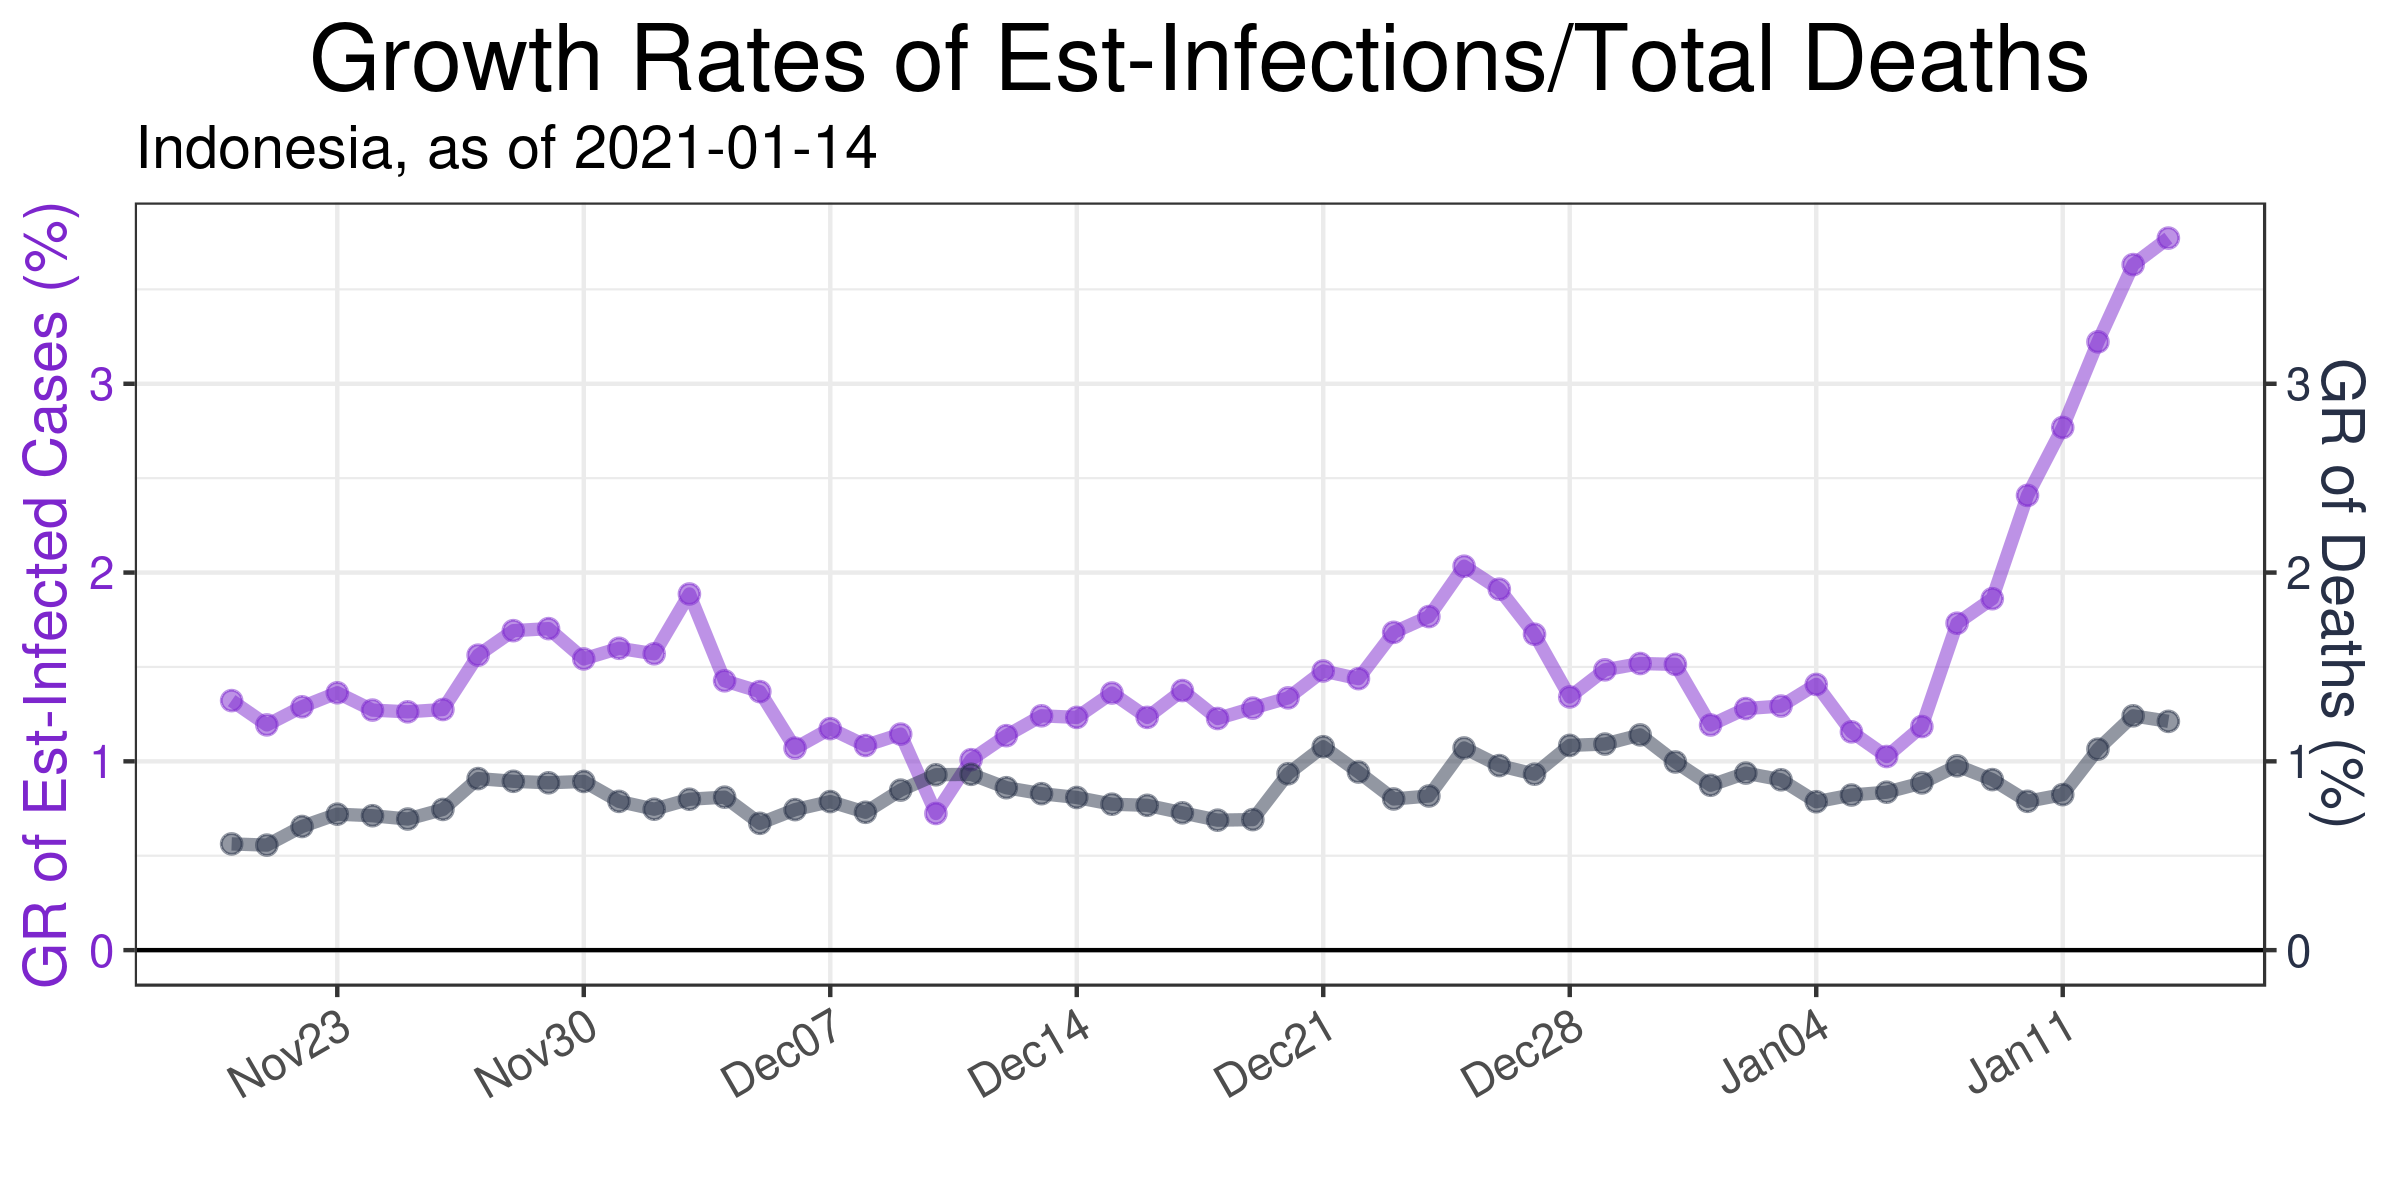 Growth Rates of Est-Infections/Total Deaths
Indonesia, as of 2021-01-14
GR of Est-Infected Cases (%)
3
2
1
0
3
2
1
0
GR of Deaths (%)
Nov23
Nov30
Dec07
Dec14
Dec21
Dec28
Jan04
Jan11